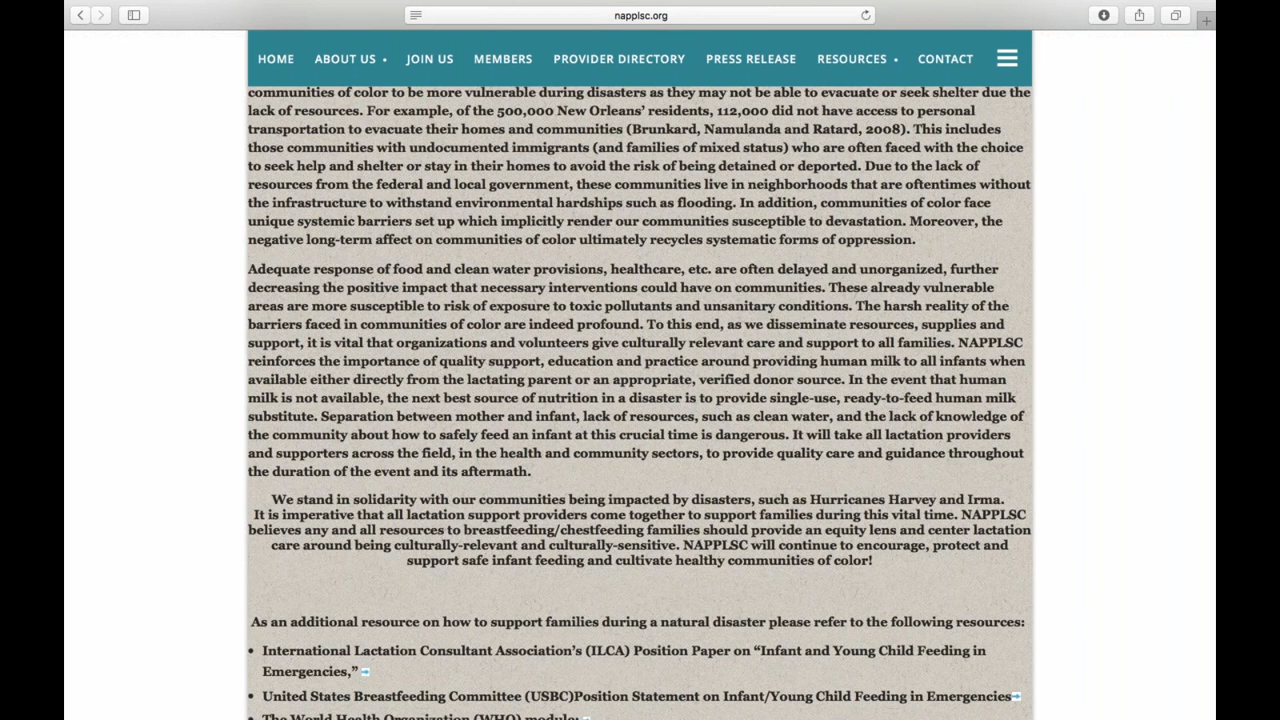 napplsc.org
HOME ABOUT US • JOIN US MEMBERS PROVIDER DIRECTORY PRESS RELEASE RESOURCES • CONTACT
communities of color to be more vulnerable during disasters as they may not be able to evacuate or seek shelter due the
lack of resources. For example, of the 500,000 New Orleans’ residents, 112,000 did not have access to personal
transportation to evacuate their homes and communities (Brunkard, Namulanda and Ratard, 2008). This includes
those communities with undocumented immigrants (and families of mixed status) who are often faced with the choice
to seek help and shelter or stay in their homes to avoid the risk of being detained or deported. Due to the lack of
resources from the federal and local government, these communities live in neighborhoods that are oftentimes without
the infrastructure to withstand environmental hardships such as flooding. In addition, communities of color face
unique systemic barriers set up which implicitly render our communities susceptible to devastation. Moreover, the
negative long-term affect on communities of color ultimately recycles systematic forms of oppression.
Adequate response of food and clean water provisions, healthcare, etc. are often delayed and unorganized, further
decreasing the positive impact that necessary interventions could have on communities. These already vulnerable
areas are more susceptible to risk of exposure to toxic pollutants and unsanitary conditions. The harsh reality of the
barriers faced in communities of color are indeed profound. To this end, as we disseminate resources, supplies and
support, it is vital that organizations and volunteers give culturally relevant care and support to all families. NAPPLSC
reinforces the importance of quality support, education and practice around providing human milk to all infants when
available either directly from the lactating parent or an appropriate, verified donor source. In the event that human
milk is not available, the next best source of nutrition in a disaster is to provide single-use, ready-to-feed human milk
substitute. Separation between mother and infant, lack of resources, such as clean water, and the lack of knowledge of
the community about how to safely feed an infant at this crucial time is dangerous. It will take all lactation providers
and supporters across the field, in the health and community sectors, to provide quality care and guidance throughout
the duration of the event and its aftermath.
We stand in solidarity with our communities being impacted by disasters, such as Hurricanes Harvey and Irma.
It is imperative that all lactation support providers come together to support families during this vital time. NAPPLSC
believes any and all resources to breastfeeding/chestfeeding families should provide an equity lens and center lactation
care around being culturally-relevant and culturally-sensitive. NAPPLSC will continue to encourage, protect and
support safe infant feeding and cultivate healthy communities of color!
As an additional resource on how to support families during a natural disaster please refer to the following resources:
• International Lactation Consultant Association’s (ILCA) Position Paper on “Infant and Young Child Feeding in
Emergencies,”
• United States Breastfeeding Committee (USBC)Position Statement on Infant/Young Child Feeding in Emergencies
• The World Health Organization (WHO) module: